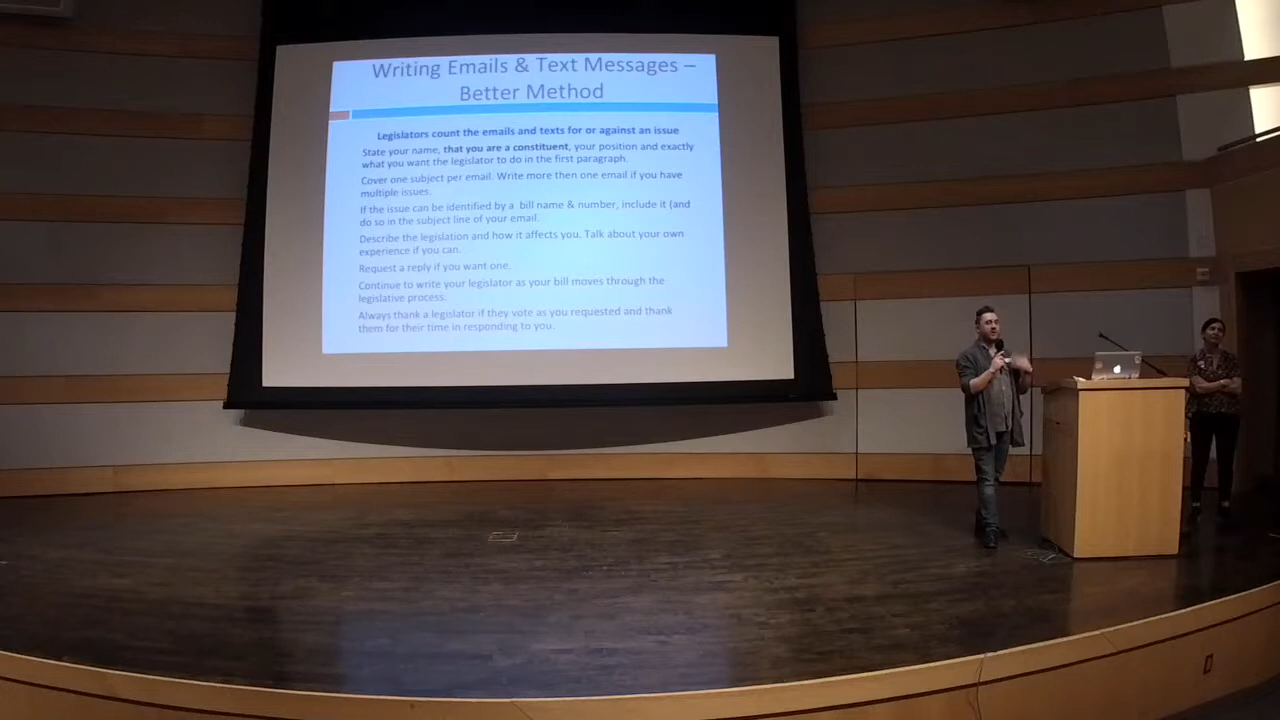 Writing Emails & Text Messages –
Better Method
Legislators count the emails and texts for or against an issue
State your name, that you are a constituent, your position and exactly
what you want the legislator to do in the first paragraph.
Cover one subject per email. Write more then one email if you have
multiple issues.
If the issue can be identified by a bill name & number, include it (and
do so in the subject line of your email.
Describe the legislation and how it affects you. Talk about your own
experience if you can.
Request a reply if you want one.
Continue to write your legislator as your bill moves through the
legislative process.
Always thank a legislator if they vote as you requested and thank
them for their time in responding to you.